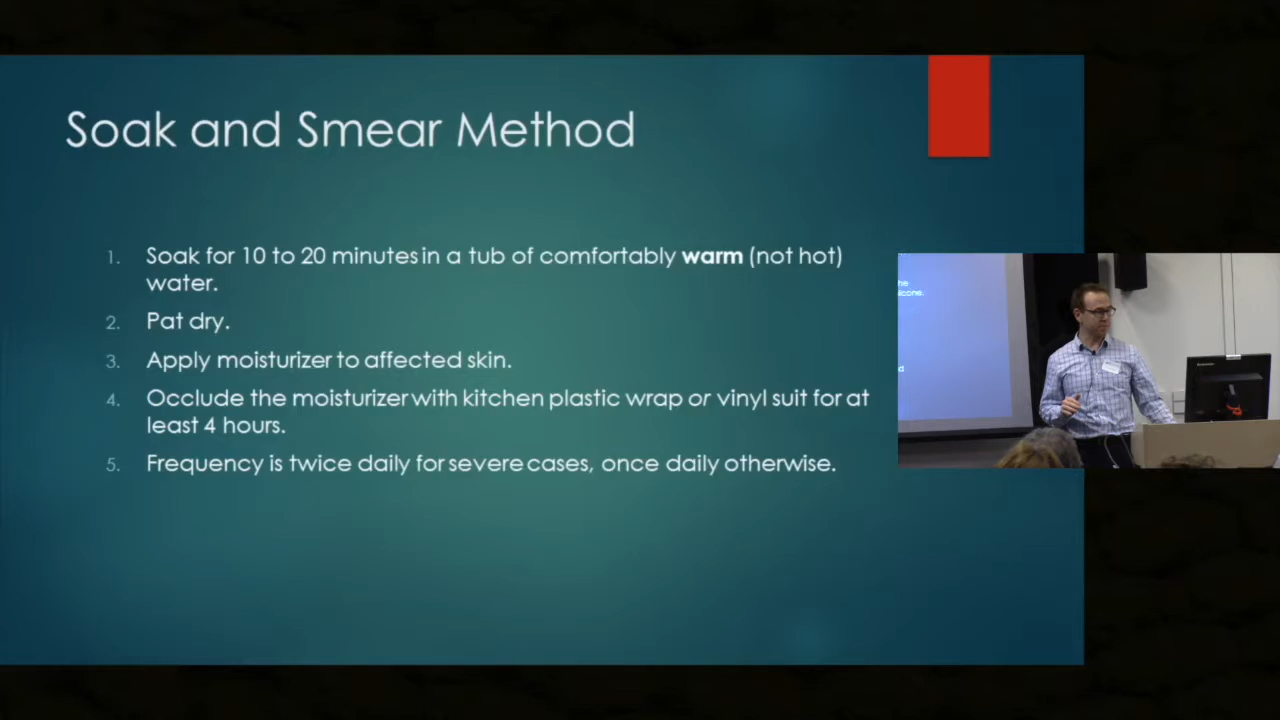 Soak and Smear Method
1. Soak for 10 to 20 minutes in a tub of comfortably warm (not hot)
water.
2. Pat dry.
3. Apply moisturizer to affected skin.
4. Occlude the moisturizer with kitchen plastic wrap or vinyl suit for at
least 4 hours.
5. Frequency is twice daily for severe cases, once daily otherwise.
he